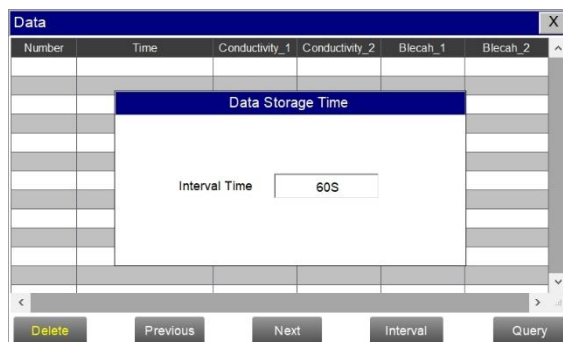 Data X
Number Time Conductivity_1 Conductivity_2 Blecah_1 Blecah_2
Data Storage Time
Interval Time 60S
Delete Previous Next Interval Query